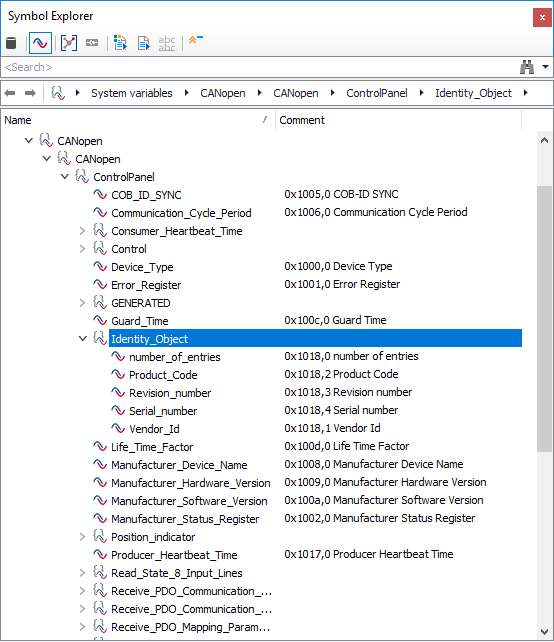 Symbol Explorer
abc
abc
<Search>
System variables CANopen CANopen ControlPanel Identity_Object
Name / Comment
CANopen
CANopen
ControlPanel
COB_ID_SYNC 0x1005,0 COB-ID SYNC
Communication_Cycle_Period 0x1006,0 Communication Cycle Period
Consumer_Heartbeat_Time
Control
Device_Type 0x1000,0 Device Type
Error_Register 0x1001,0 Error Register
GENERATED
Guard_Time 0x100c,0 Guard Time
Identity_Object
number_of_entries 0x1018,0 number of entries
Product_Code 0x1018,2 Product Code
Revision_number 0x1018,3 Revision number
Serial_number 0x1018,4 Serial number
Vendor_Id 0x1018,1 Vendor Id
Life_Time_Factor 0x100d,0 Life Time Factor
Manufacturer_Device_Name 0x1008,0 Manufacturer Device Name
Manufacturer_Hardware_Version 0x1009,0 Manufacturer Hardware Version
Manufacturer_Software_Version 0x100a,0 Manufacturer Software Version
Manufacturer_Status_Register 0x1002,0 Manufacturer Status Register
Position_indicator
Producer_Heartbeat_Time 0x1017,0 Producer Heartbeat Time
Read_State_8_Input_Lines
Receive_PDO_Communication_...
Receive_PDO_Communication_...
Receive_PDO_Mapping_Param...